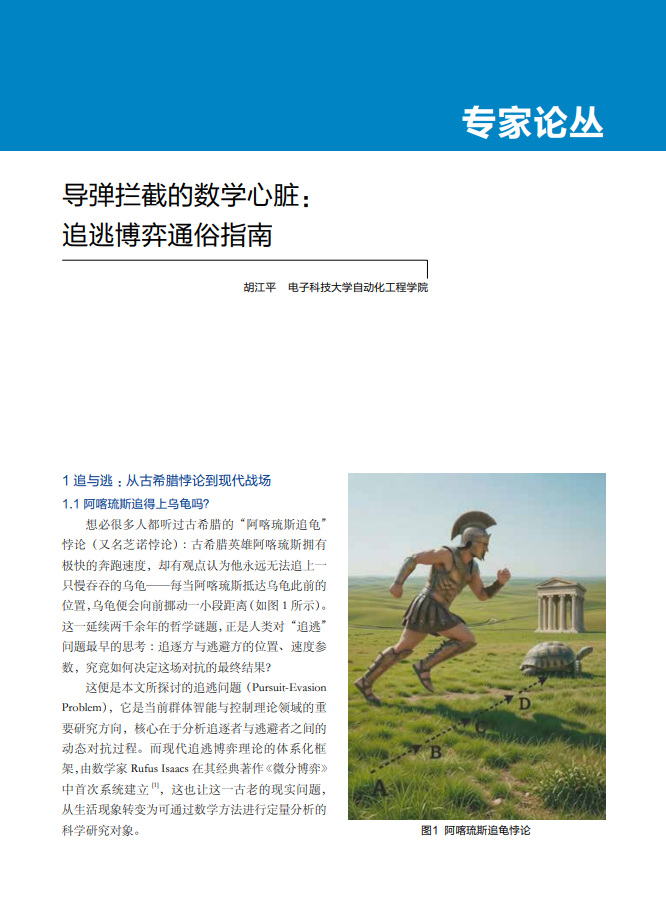 专家论丛
导弹拦截的数学心脏：
追逃博弈通俗指南
胡江平 电子科技大学自动化工程学院
1 追与逃：从古希腊悖论到现代战场
1.1 阿喀琉斯追得上乌龟吗？
想必很多人都听过古希腊的“阿喀琉斯追龟”
悖论（又名芝诺悖论）：古希腊英雄阿喀琉斯拥有
极快的奔跑速度，却有观点认为他永远无法追上一
只慢吞吞的乌龟——每当阿喀琉斯抵达乌龟此前的
位置，乌龟便会向前挪动一小段距离（如图 1 所示）。
这一延续两千余年的哲学谜题，正是人类对“追逃”
问题最早的思考：追逐方与逃避方的位置、速度参
数，究竟如何决定这场对抗的最终结果？
这便是本文所探讨的追逃问题（Pursuit-Evasion
Problem），它是当前群体智能与控制理论领域的重
要研究方向，核心在于分析追逐者与逃避者之间的
动态对抗过程。而现代追逃博弈理论的体系化框
架，由数学家 Rufus Isaacs 在其经典著作《微分博弈》
中首次系统建立 [1]，这也让这一古老的现实问题，
从生活现象转变为可通过数学方法进行定量分析的
科学研究对象。
A
B
C
D
图1 阿喀琉斯追龟悖论